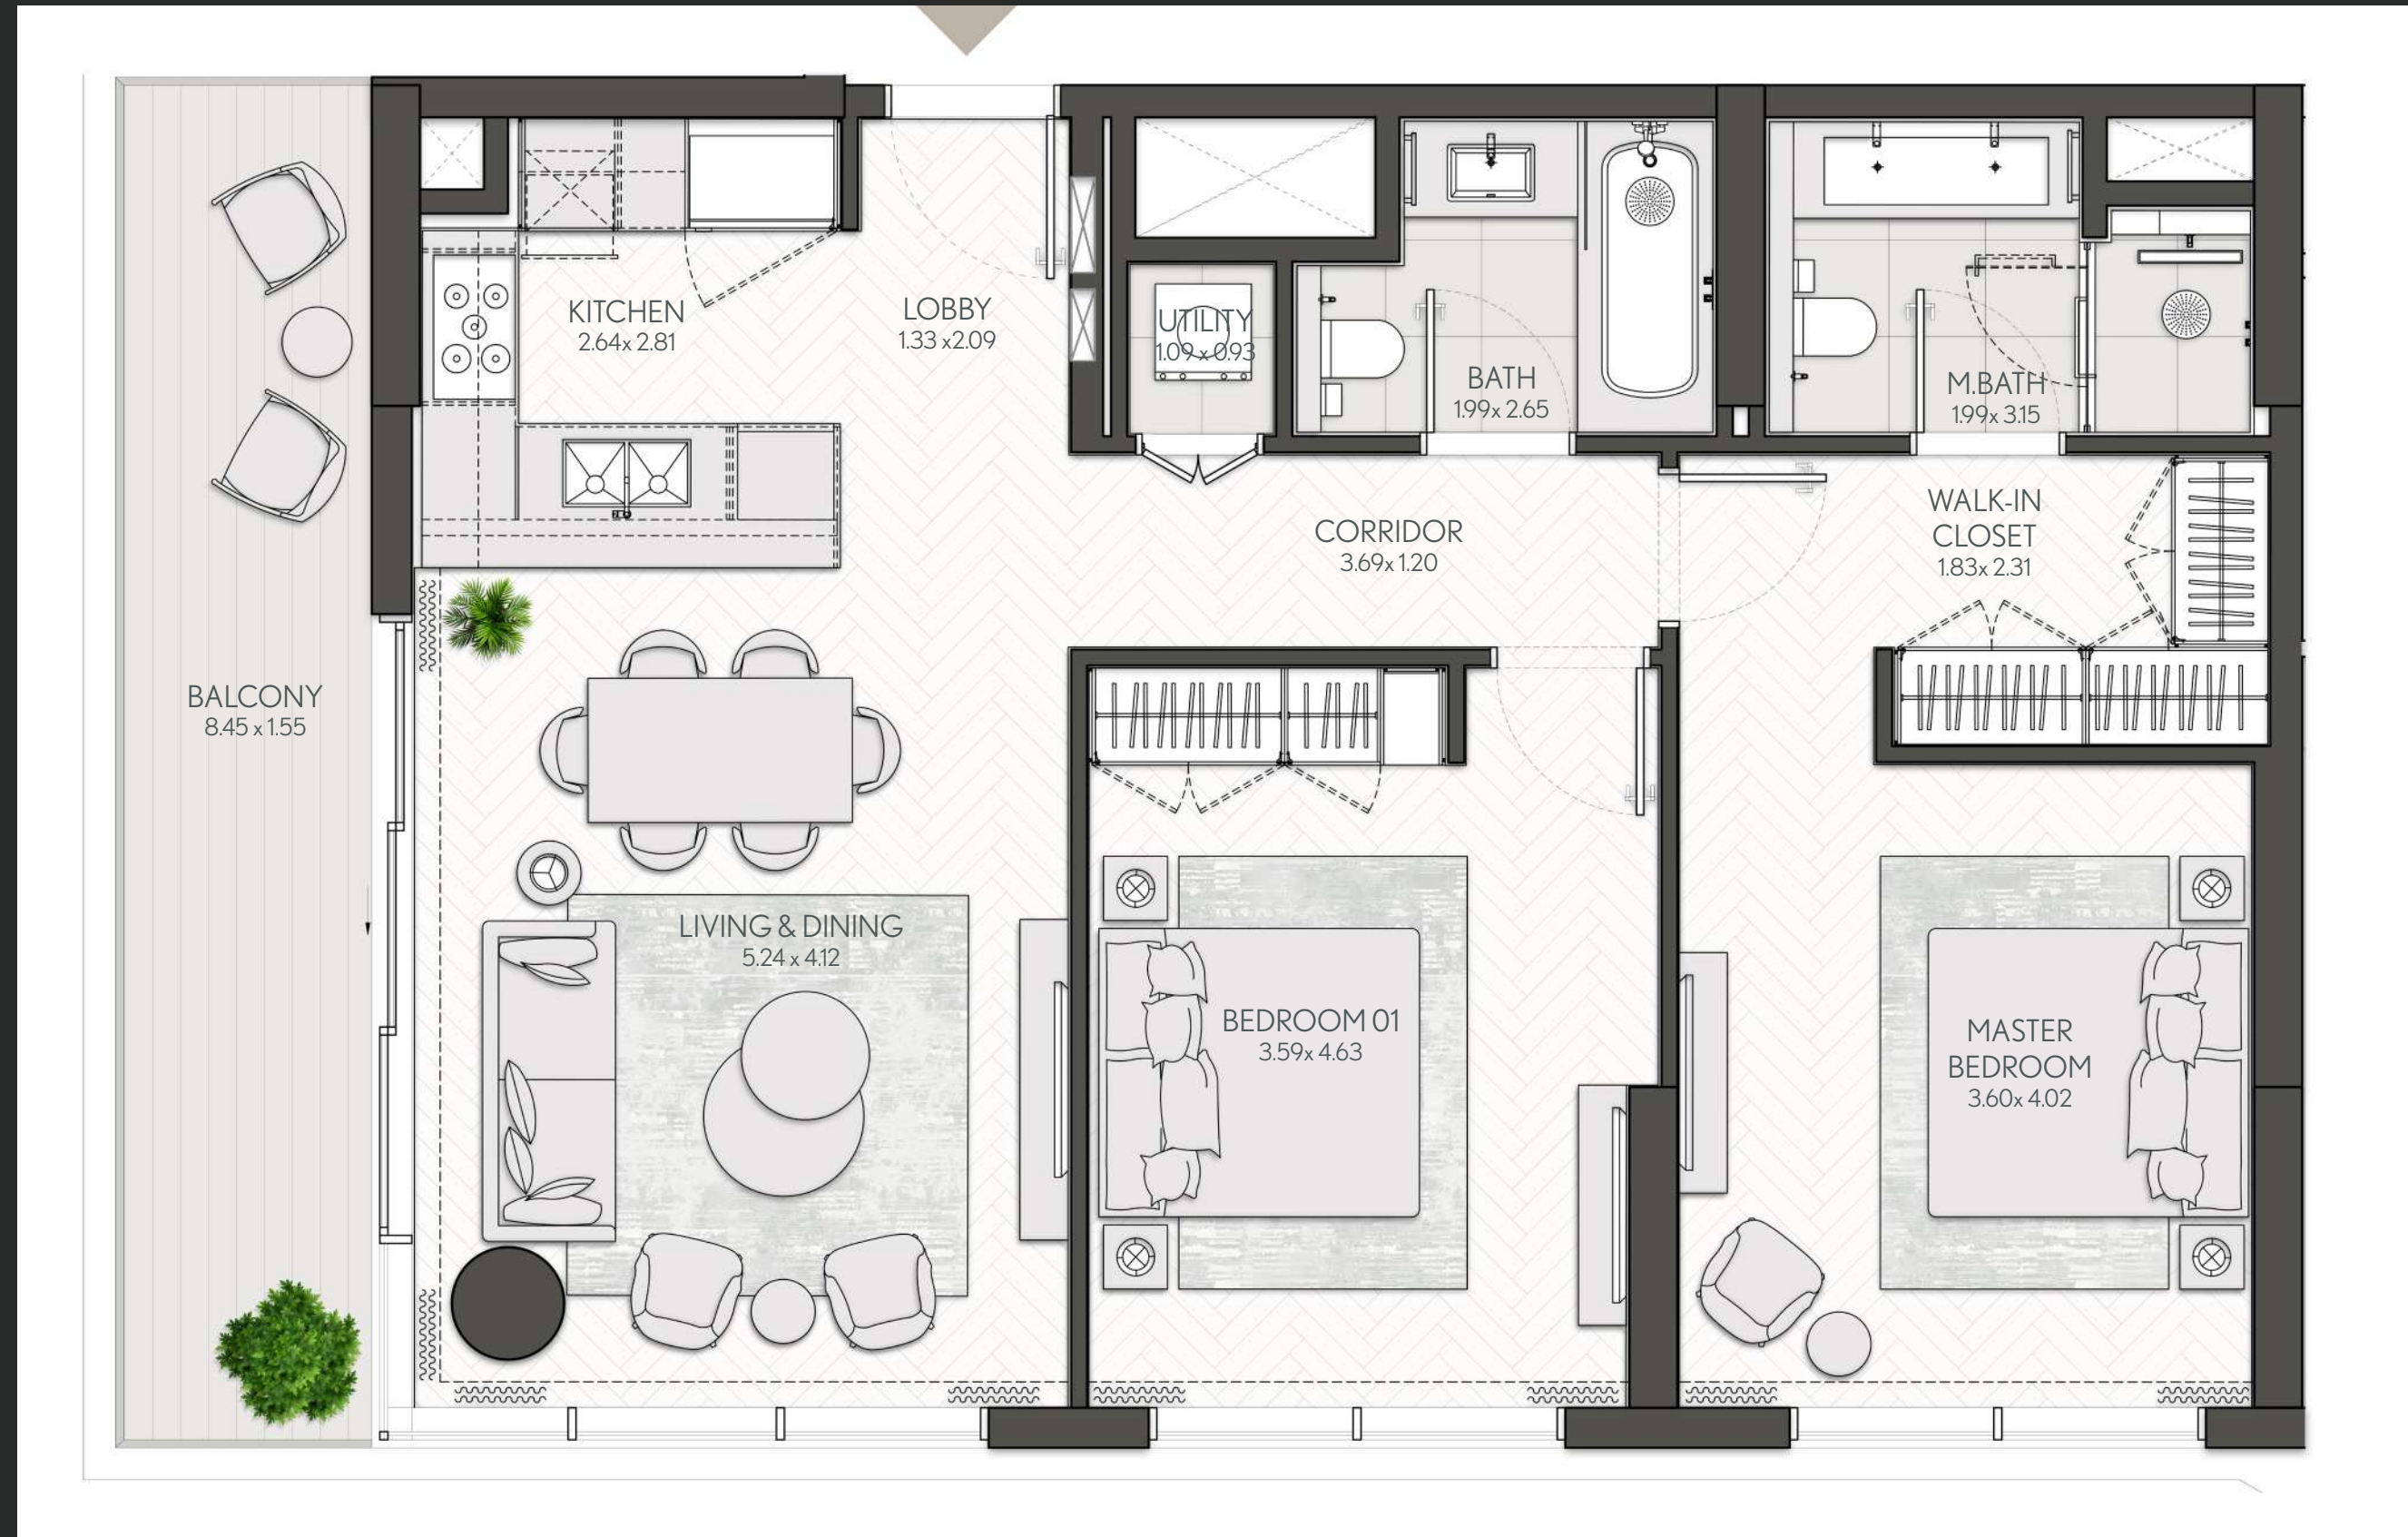 KITCHEN
2.64x 2.81
LOBBY
1.33 x2.09
UTILITY
1.09 x 0.93
BATH
1.99x 2.65
M.BATH
1.99x 3.15
CORRIDOR
3.69x 1.20
WALK-IN
CLOSET
1.83x 2.31
BALCONY
8.45 x 1.55
LIVING & DINING
5.24 x 4.12
BEDROOM 01
3.59x 4.63
MASTER
BEDROOM
3.60x 4.02